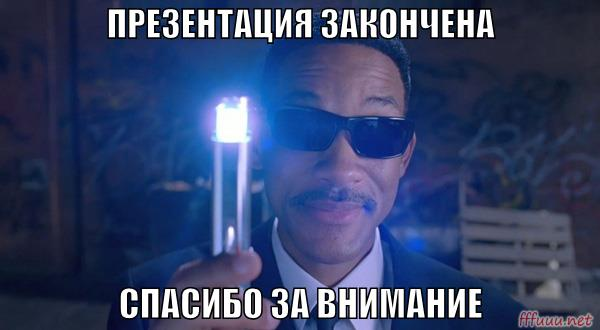 ПРЕЗЕНТАЦИЯ ЗАКОНЧЕНА
СПАСИБО ЗА ВНИМАНИЕ
fffuuu.net